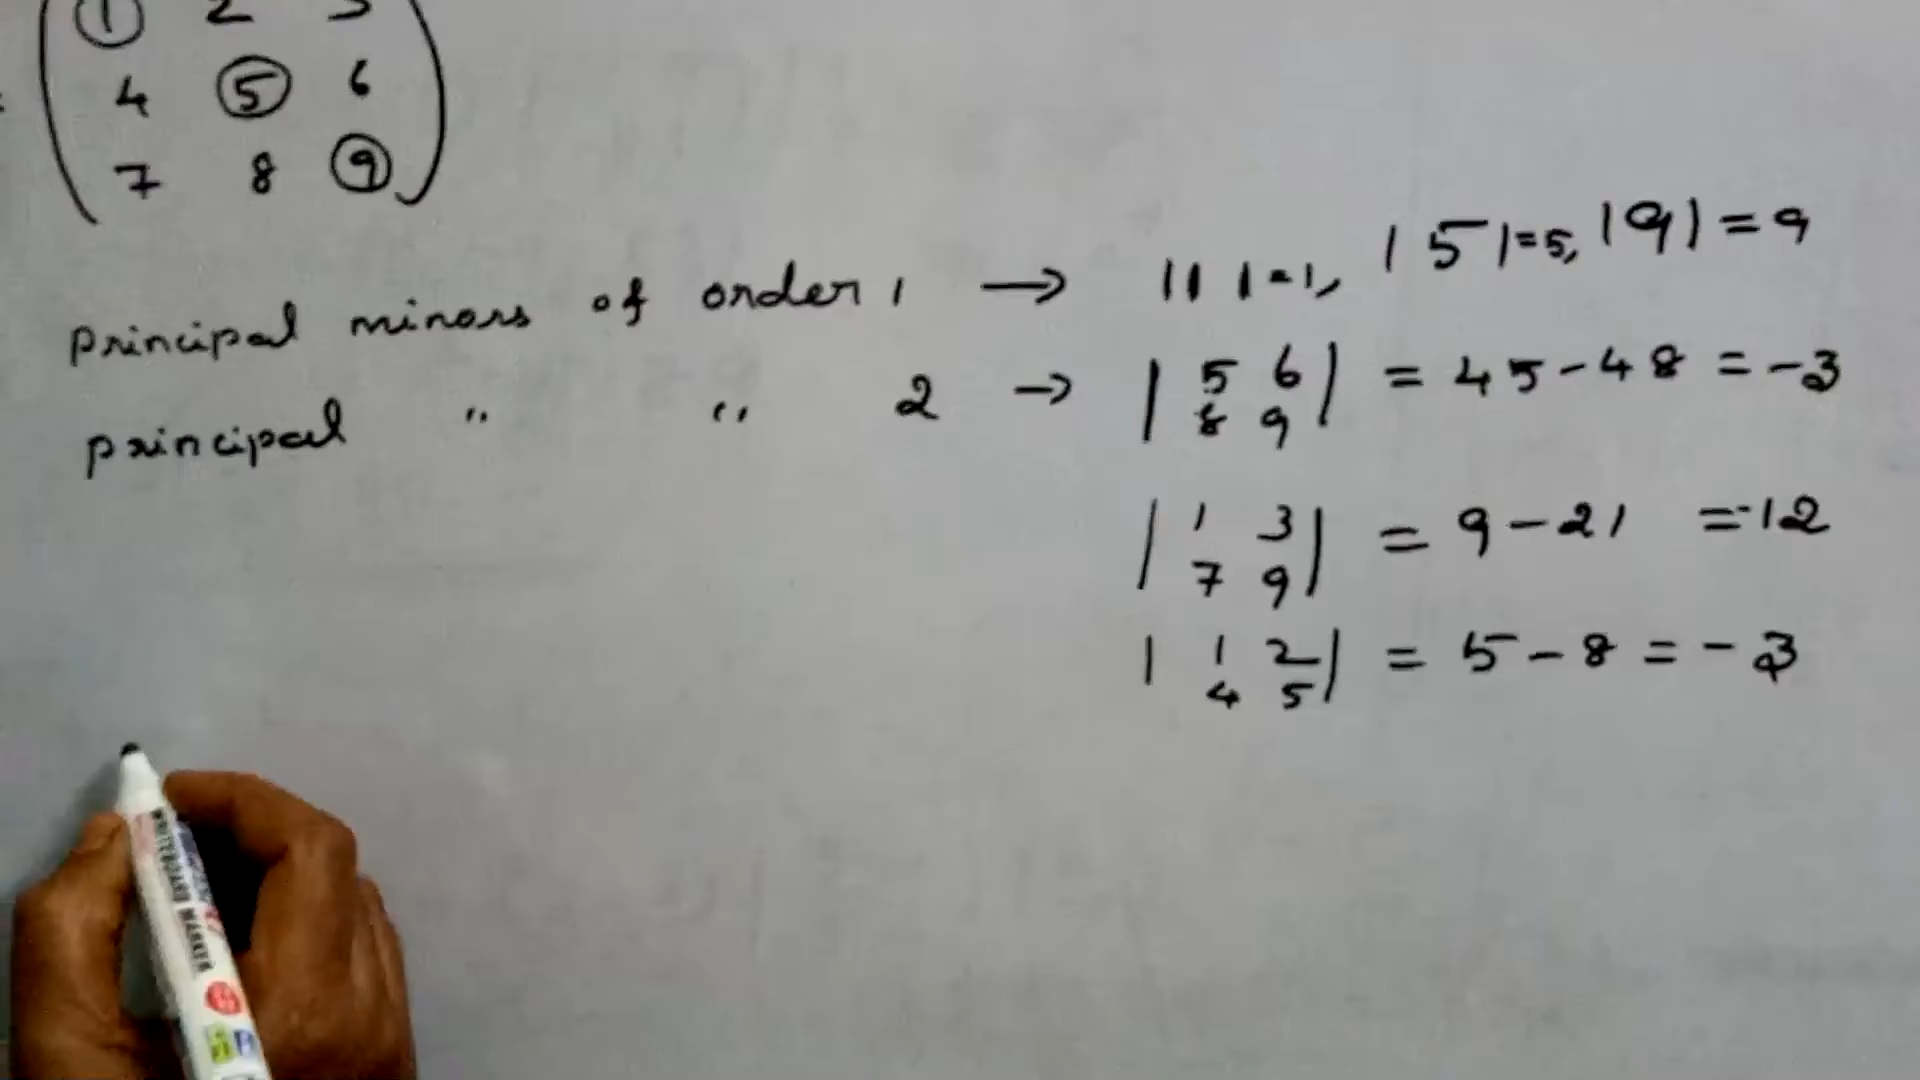 1 2 3
4 5 6
7 8 9
Principal minors of order 1 → |1| = 1, |5| = 5, |9| = 9
principal " " 2 → | 5 6 | = 45 - 48 = -3
8 9
| 1 3 | = 9 - 21 = -12
7 9
| 1 2 | = 5 - 8 = -3
4 5
WHITEBOARD MARKER